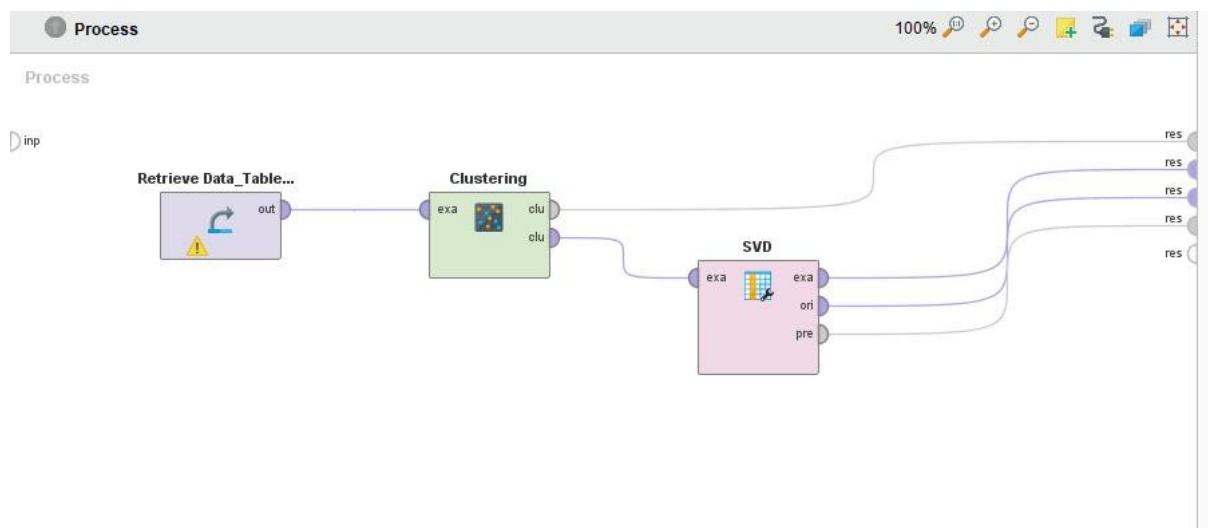 Process
100%
Process
inp
Retrieve Data_Table...
out
Clustering
exa
clu
clu
SVD
exa
exa
ori
pre
res
res
res
res
res